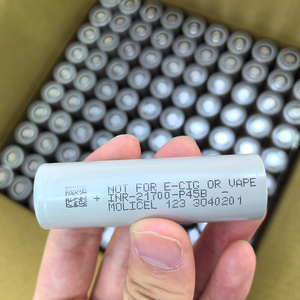 NOT FOR E-CIG OR VAPE
+ INR-21700-P45B -
MOLICEL 123 3040201